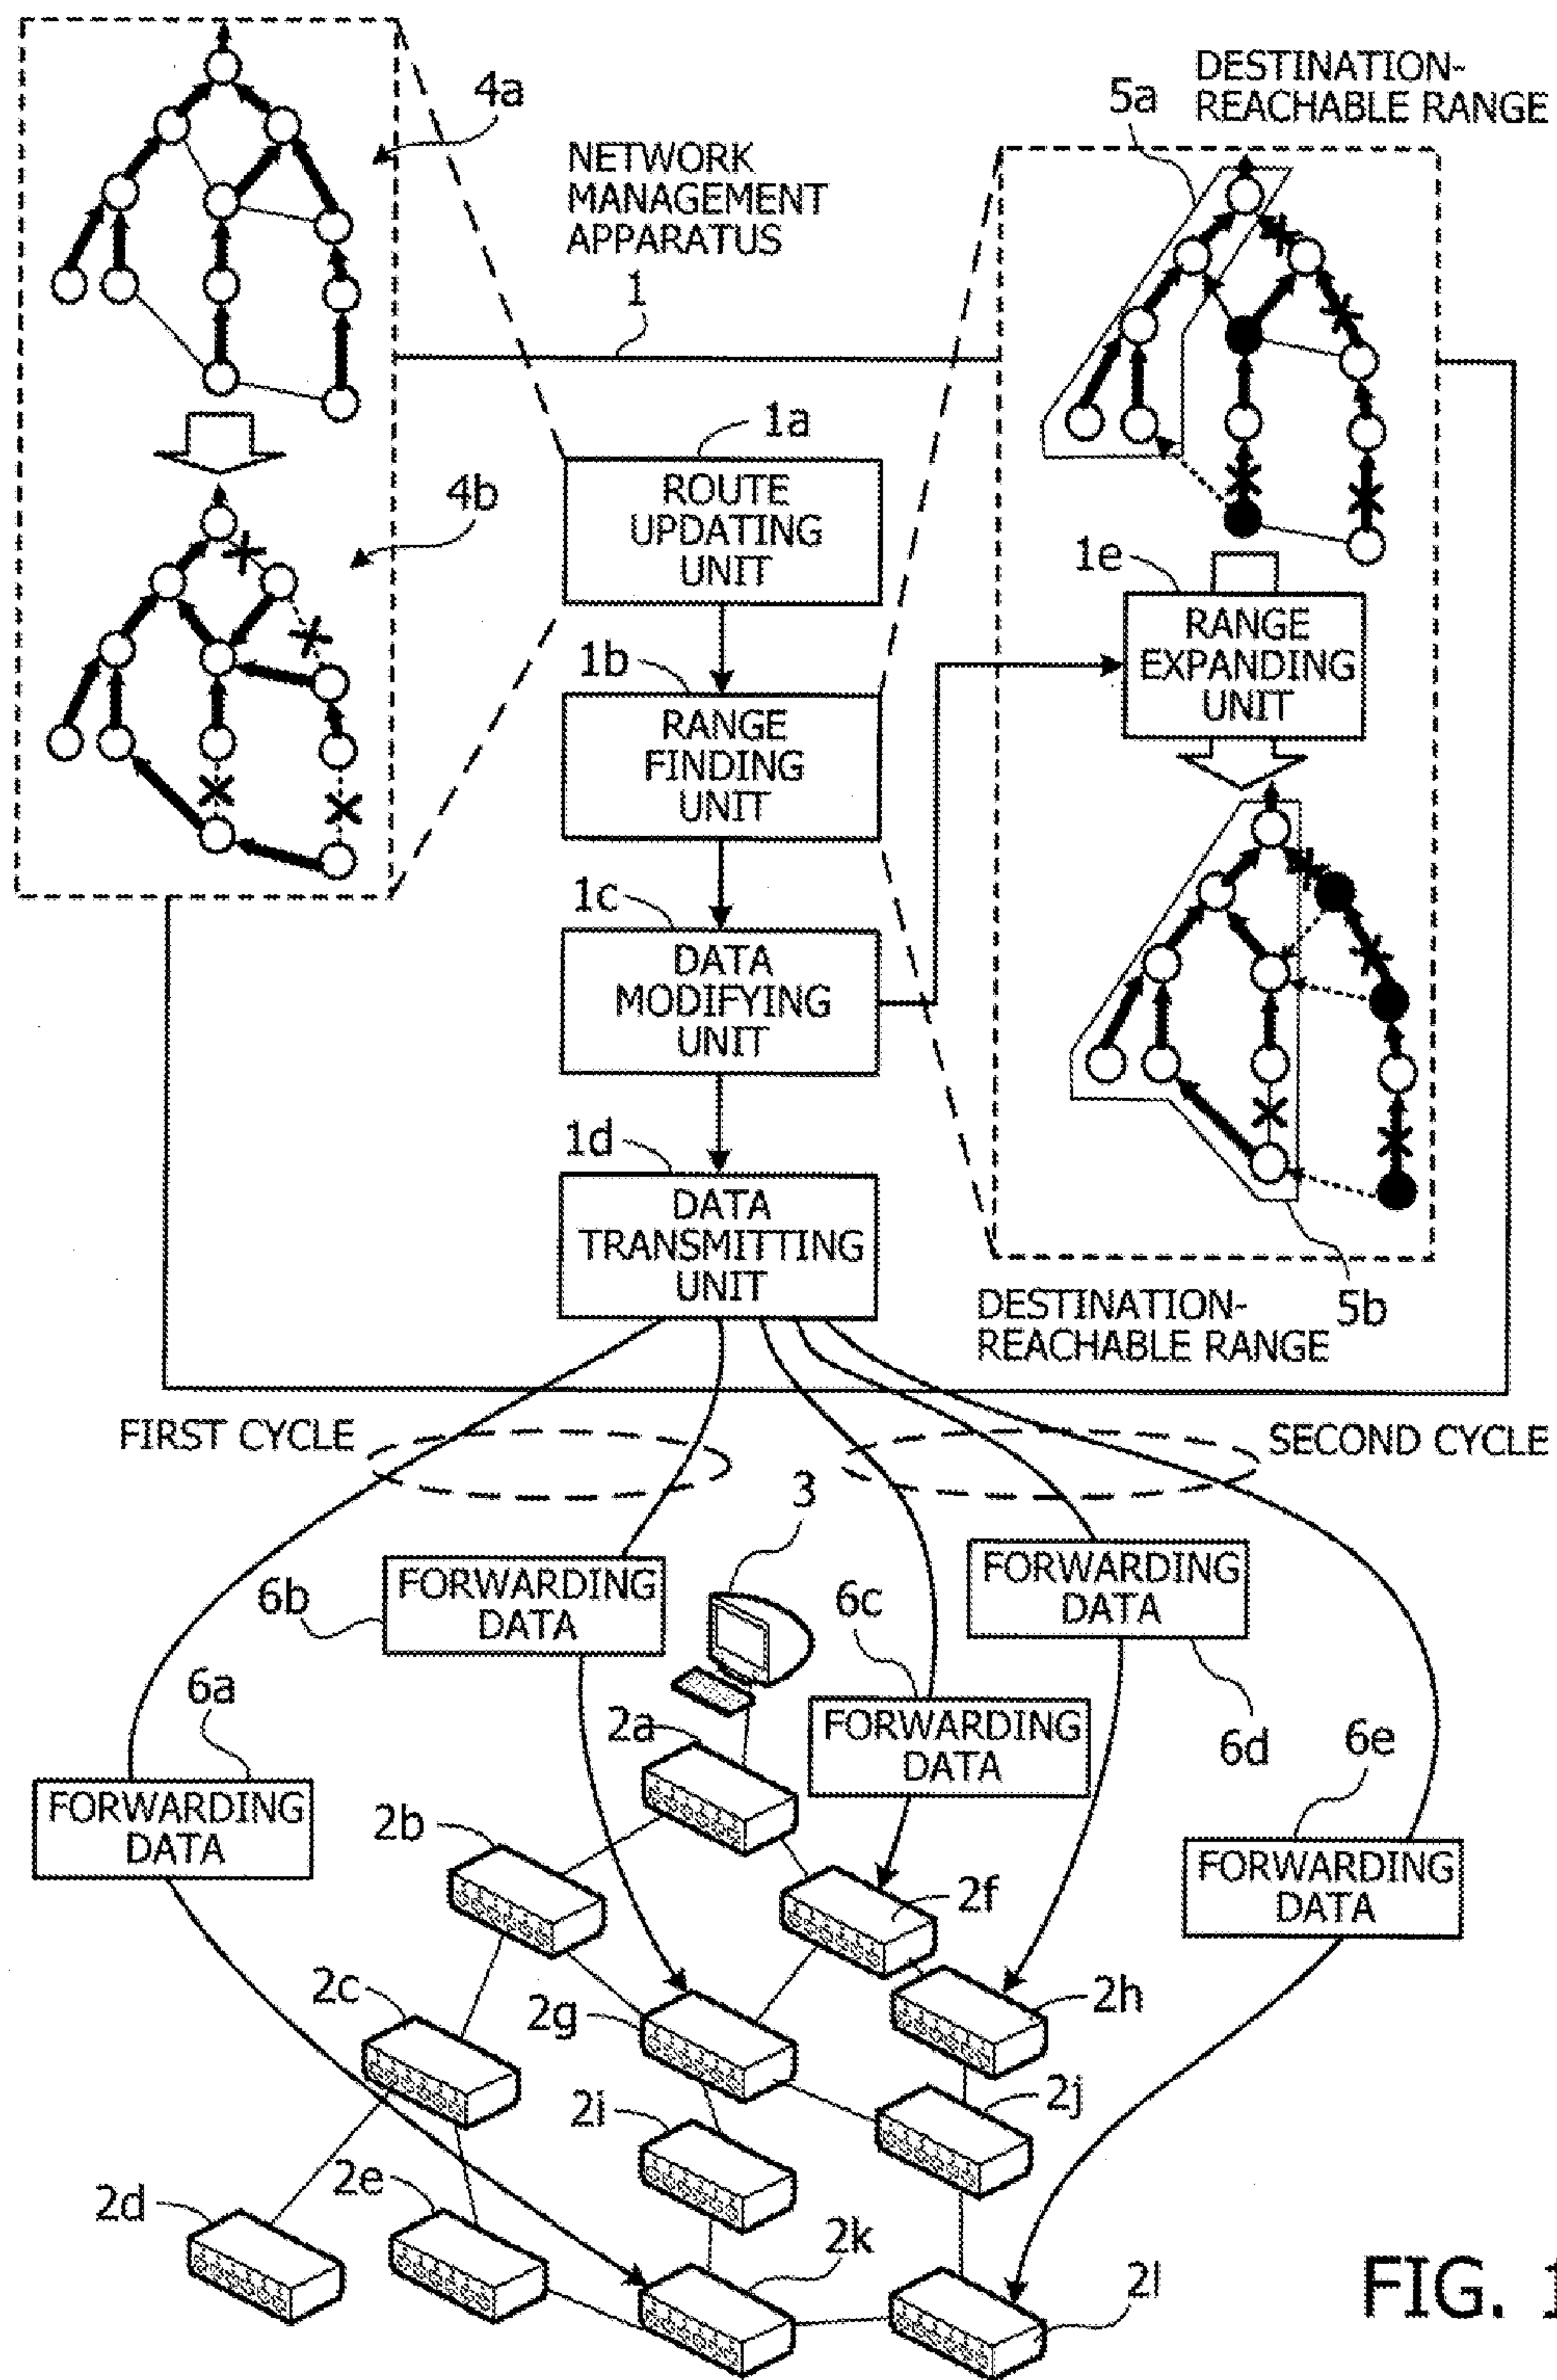 DESTINATION-
REACHABLE RANGE
4a
5a
NETWORK
MANAGEMENT
APPARATUS
1
1a
ROUTE
UPDATING
UNIT
4b
1e
RANGE
EXPANDING
UNIT
1b
RANGE
FINDING
UNIT
1c
DATA
MODIFYING
UNIT
1d
DATA
TRANSMITTING
UNIT
DESTINATION-
REACHABLE RANGE
5b
FIRST CYCLE
SECOND CYCLE
3
6b
FORWARDING
DATA
6c
FORWARDING
DATA
6a
2a
FORWARDING
DATA
6d
6e
FORWARDING
DATA
2b
FORWARDING
DATA
2f
2c
2g
2h
2i
2j
2d
2e
2k
2l
FIG. 1